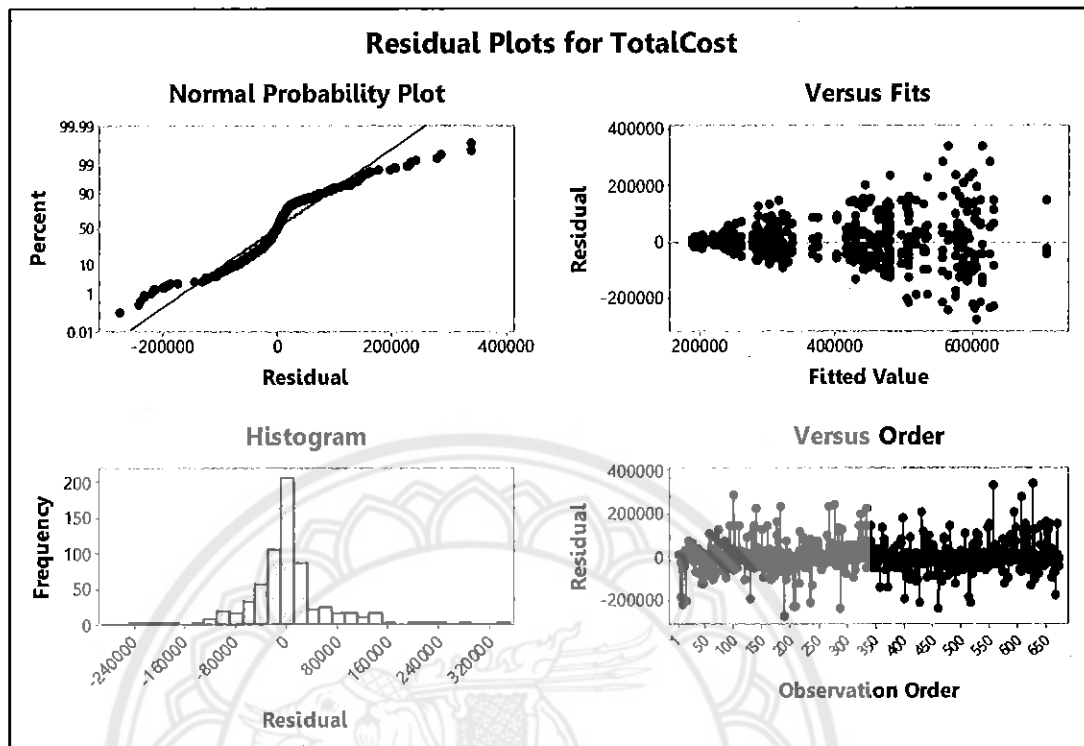 Residual Plots for TotalCost
Normal Probability Plot
99.99
99
90
50
10
1
0.01
Percent
-200000 0 200000 400000
Residual
Versus Fits
400000
200000
0
-200000
Residual
200000 400000 600000
Fitted Value
Histogram
200
150
100
50
0
Frequency
-240000 -160000 -80000 0 80000 160000 240000 320000
Residual
Versus Order
400000
200000
0
-200000
Residual
1 50 100 150 200 250 300 350 400 450 500 550 600 650
Observation Order